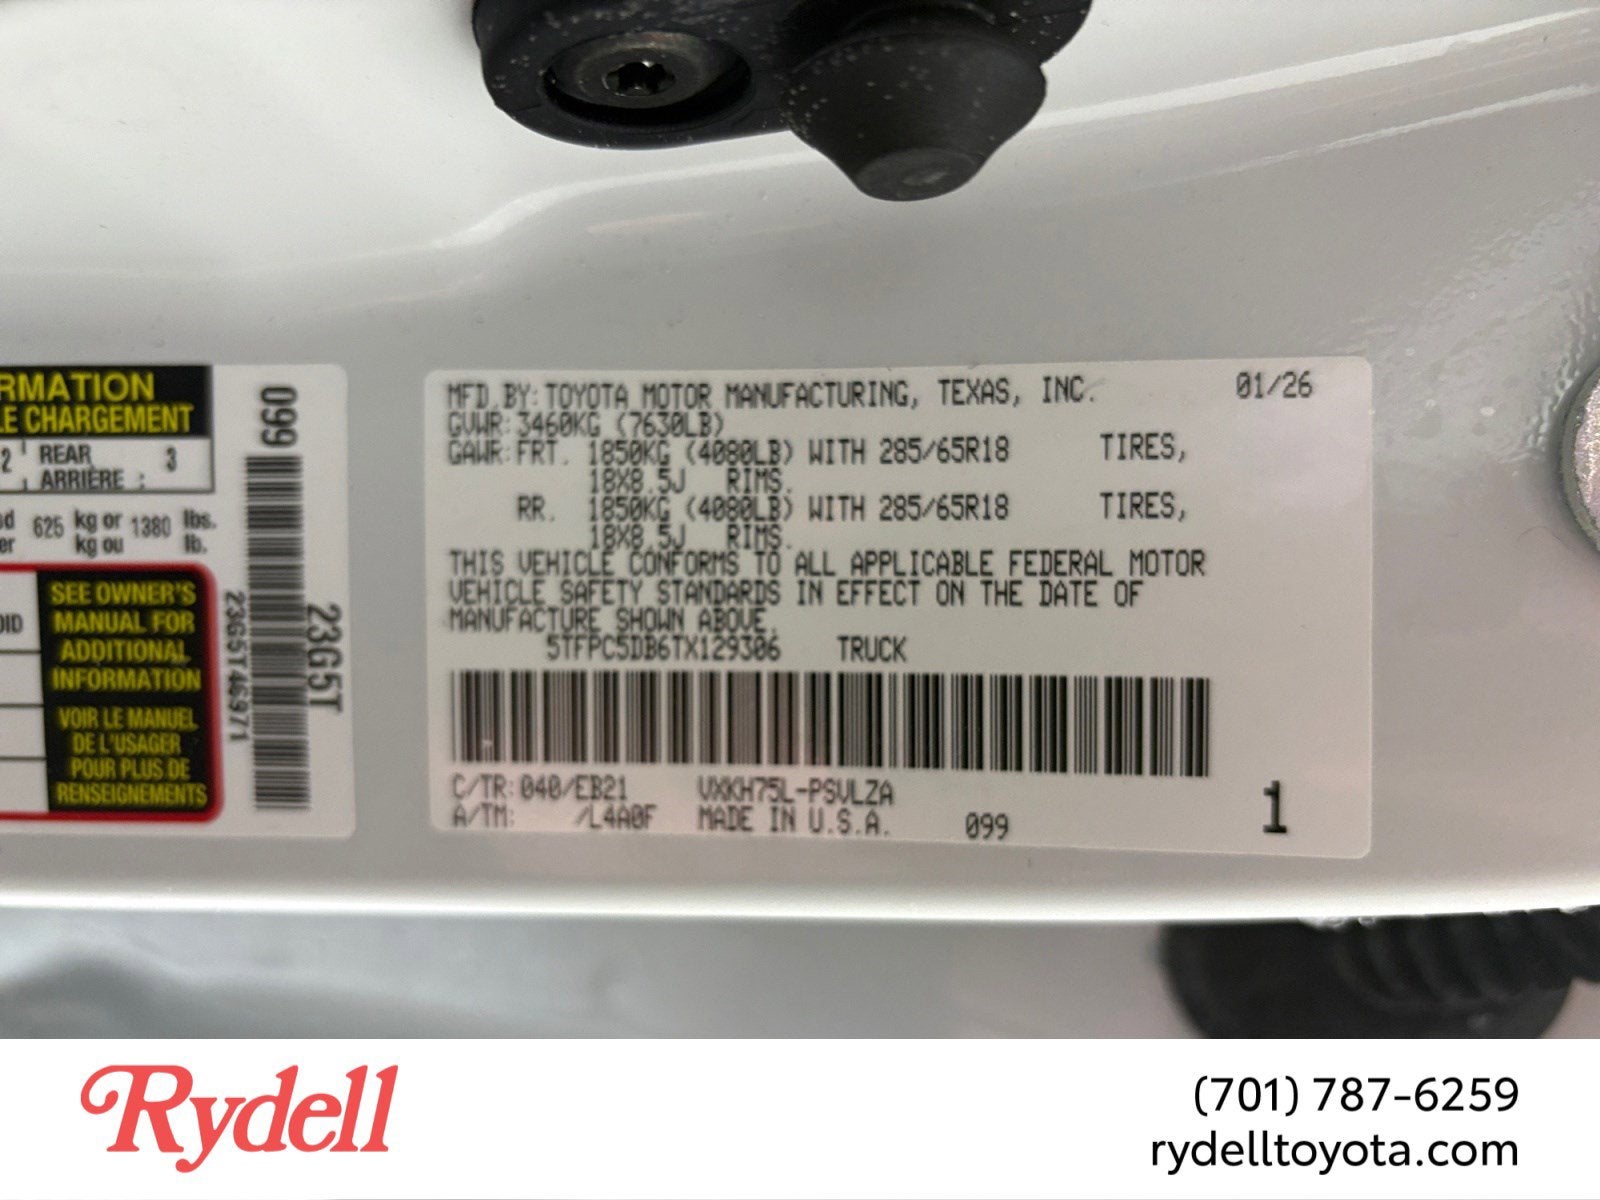 RMATION
LE CHARGEMENT
2 REAR ARRIÈRE : 3
625 kg or 1380 lbs.
kg ou lb.
SEE OWNER'S
MANUAL FOR
ADDITIONAL
INFORMATION
VOIR LE MANUEL
DE L'USAGER
POUR PLUS DE
RENSEIGNEMENTS
099
23G5T46971
23G5T
MFD.BY: TOYOTA MOTOR MANUFACTURING, TEXAS, INC. 01/26
GVWR: 3460KG (7630LB)
GAWR: FRT. 1850KG (4080LB) WITH 285/65R18 TIRES,
18X8.5J RIMS.
RR. 1850KG (4080LB) WITH 285/65R18 TIRES,
18X8.5J RIMS.
THIS VEHICLE CONFORMS TO ALL APPLICABLE FEDERAL MOTOR
VEHICLE SAFETY STANDARDS IN EFFECT ON THE DATE OF
MANUFACTURE SHOWN ABOVE.
5TFPC5DB6TX129306 TRUCK
C/TR: 040/EB21 VXKH75L-PSVLZA
A/TM: /L4A0F MADE IN U.S.A. 099 1
Rydell
(701) 787-6259
rydelltoyota.com